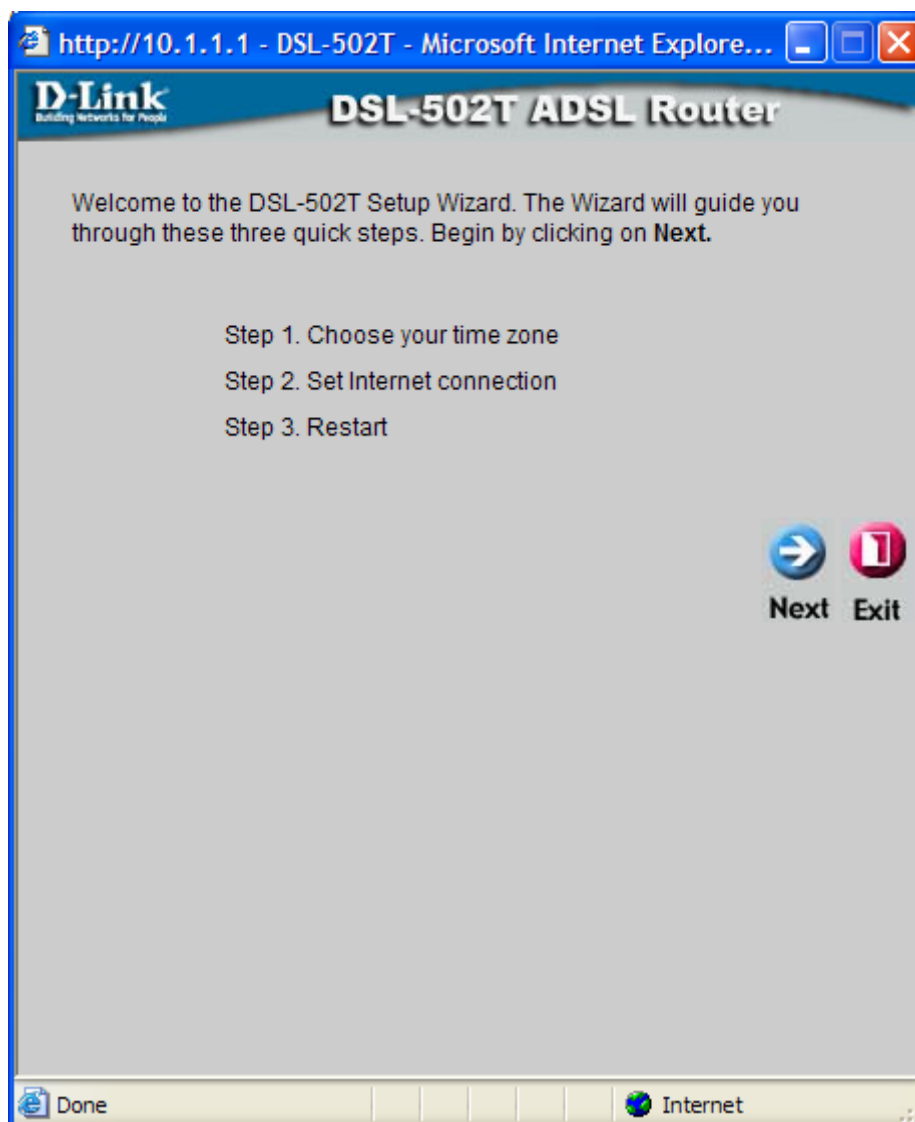 http://10.1.1.1 - DSL-502T - Microsoft Internet Explore...
D-Link
Building Networks for People
DSL-502T ADSL Router
Welcome to the DSL-502T Setup Wizard. The Wizard will guide you
through these three quick steps. Begin by clicking on Next.
Step 1. Choose your time zone
Step 2. Set Internet connection
Step 3. Restart
Next Exit
Done Internet